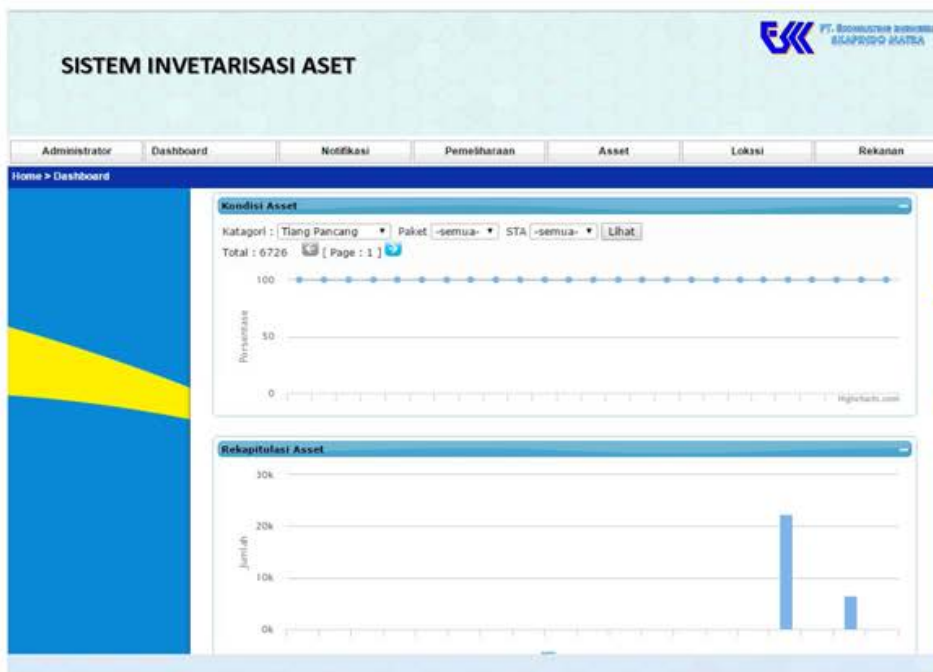 SISTEM INVETARISASI ASET
PT.
Administrator Dashboard Notifikasi Pemeliharaan Asset Lokasi Rekanan
Home > Dashboard
Kondisi Asset
Katagori : Tiang Pancang Paket -semua- STA -semua- Lihat
Total : 6726 [ Page : 1 ]
100
50
0
Porsentase
Highcharts.com
Rekapitulasi Asset
30k
20k
10k
0k
Jumlah